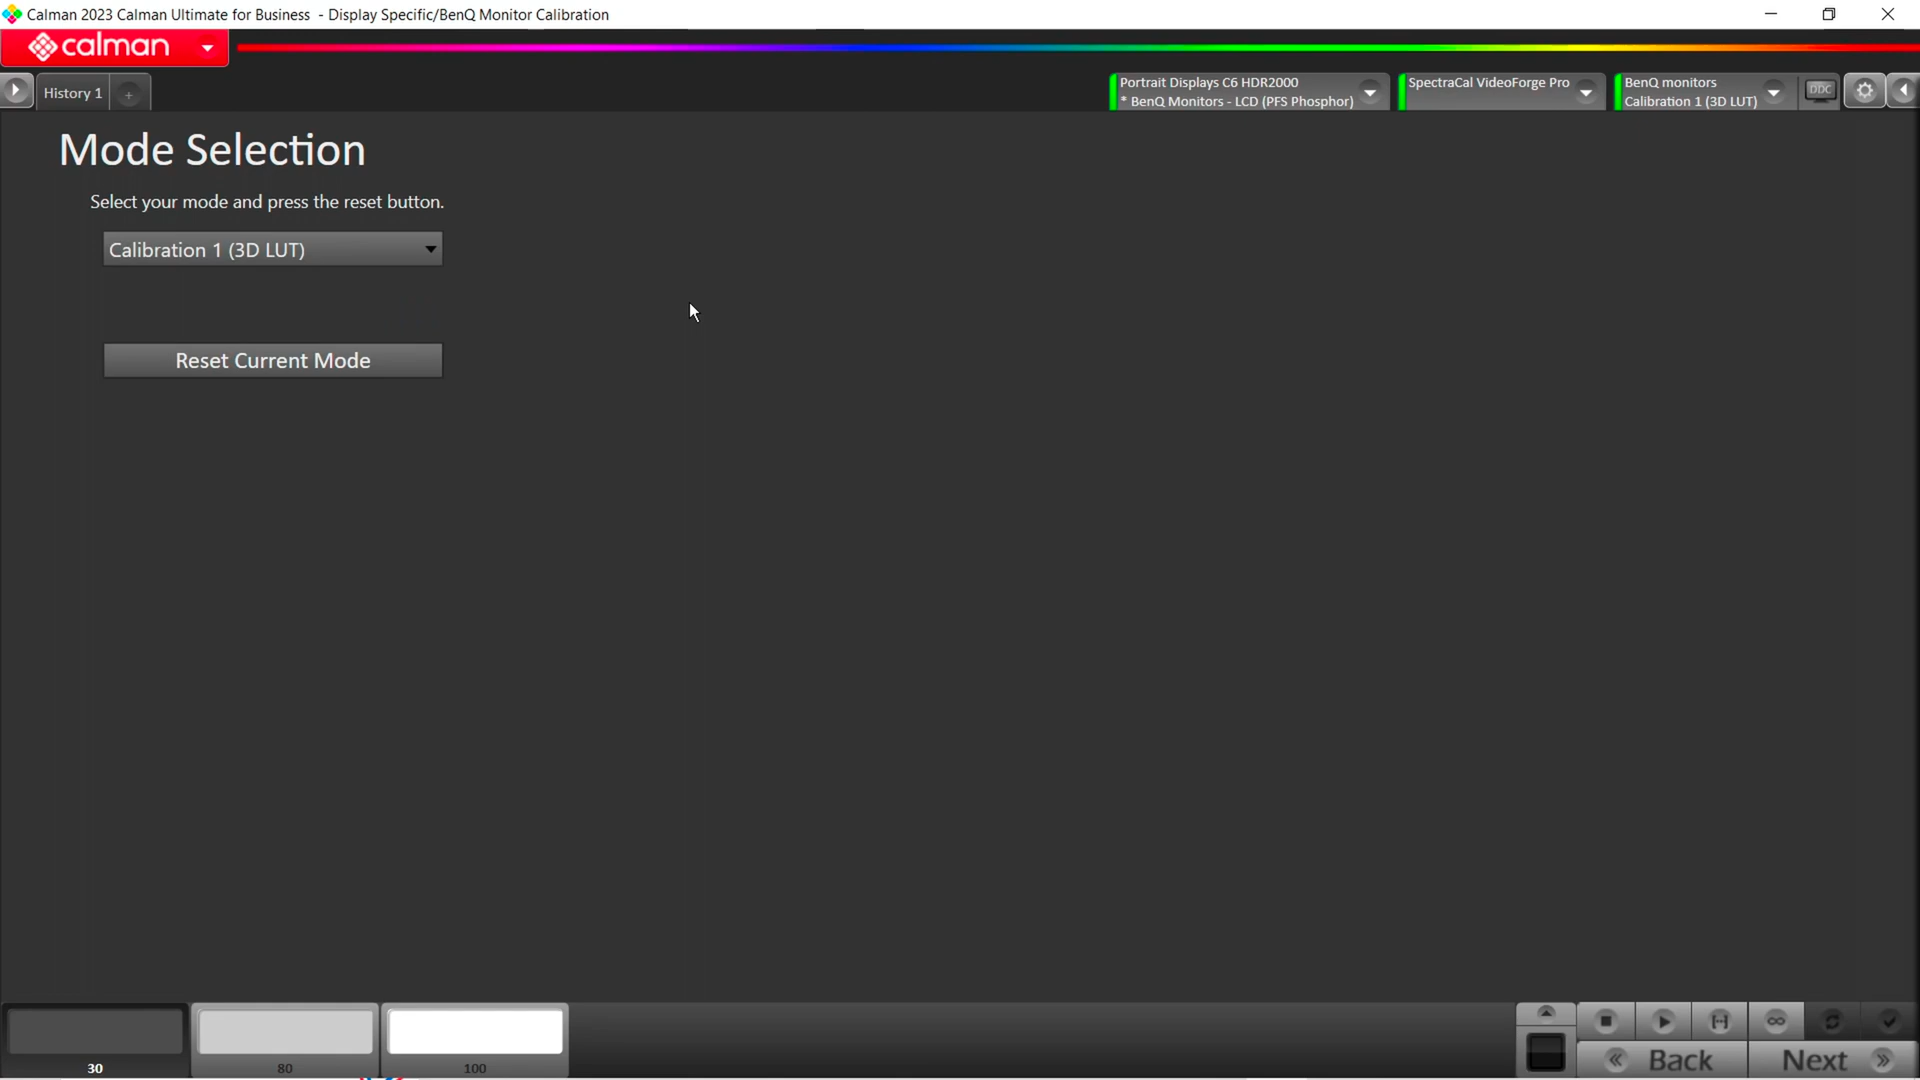 Calman 2023 Calman Ultimate for Business  - Display Specific/BenQ Monitor Calibration
calman
History 1
+
Portrait Displays C6 HDR2000
* BenQ Monitors - LCD (PFS Phosphor)
SpectraCal VideoForge Pro
BenQ monitors
Calibration 1 (3D LUT)
DDC
Mode Selection
Select your mode and press the reset button.
Calibration 1 (3D LUT)
Reset Current Mode
30
80
100
Back
Next